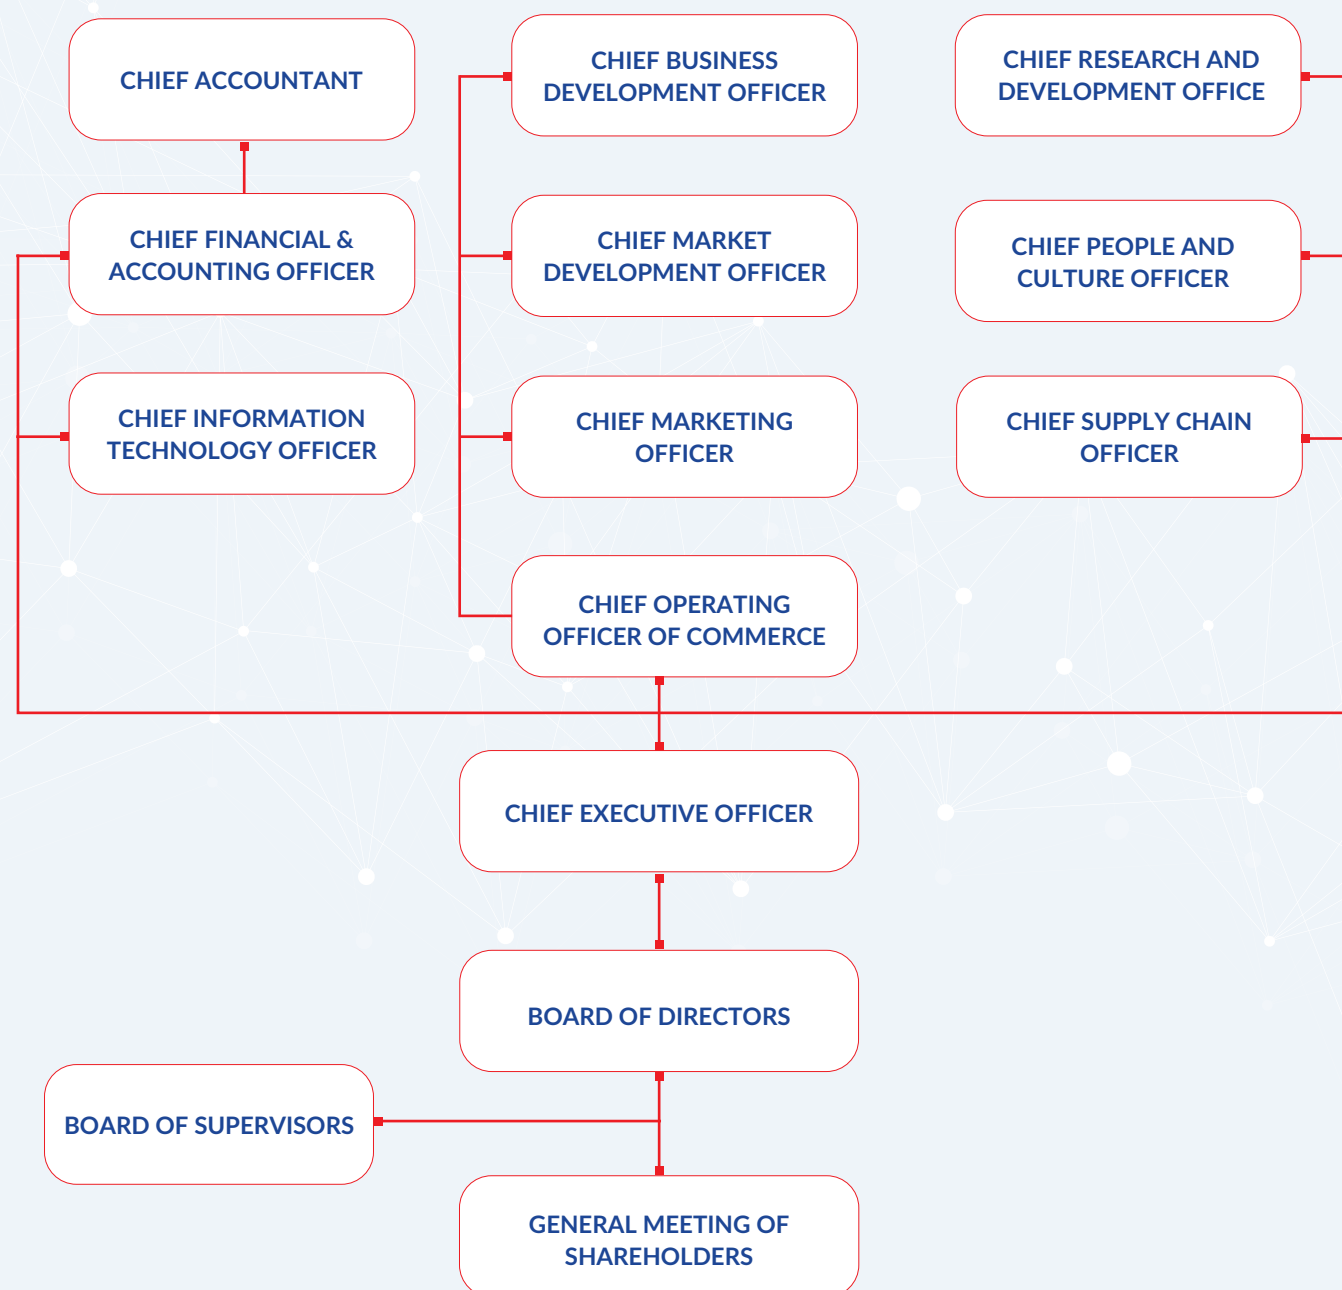 CHIEF ACCOUNTANT
CHIEF FINANCIAL &
ACCOUNTING OFFICER
CHIEF INFORMATION
TECHNOLOGY OFFICER
CHIEF BUSINESS
DEVELOPMENT OFFICER
CHIEF MARKET
DEVELOPMENT OFFICER
CHIEF MARKETING
OFFICER
CHIEF OPERATING
OFFICER OF COMMERCE
CHIEF RESEARCH AND
DEVELOPMENT OFFICE
CHIEF PEOPLE AND
CULTURE OFFICER
CHIEF SUPPLY CHAIN
OFFICER
CHIEF EXECUTIVE OFFICER
BOARD OF DIRECTORS
BOARD OF SUPERVISORS
GENERAL MEETING OF
SHAREHOLDERS